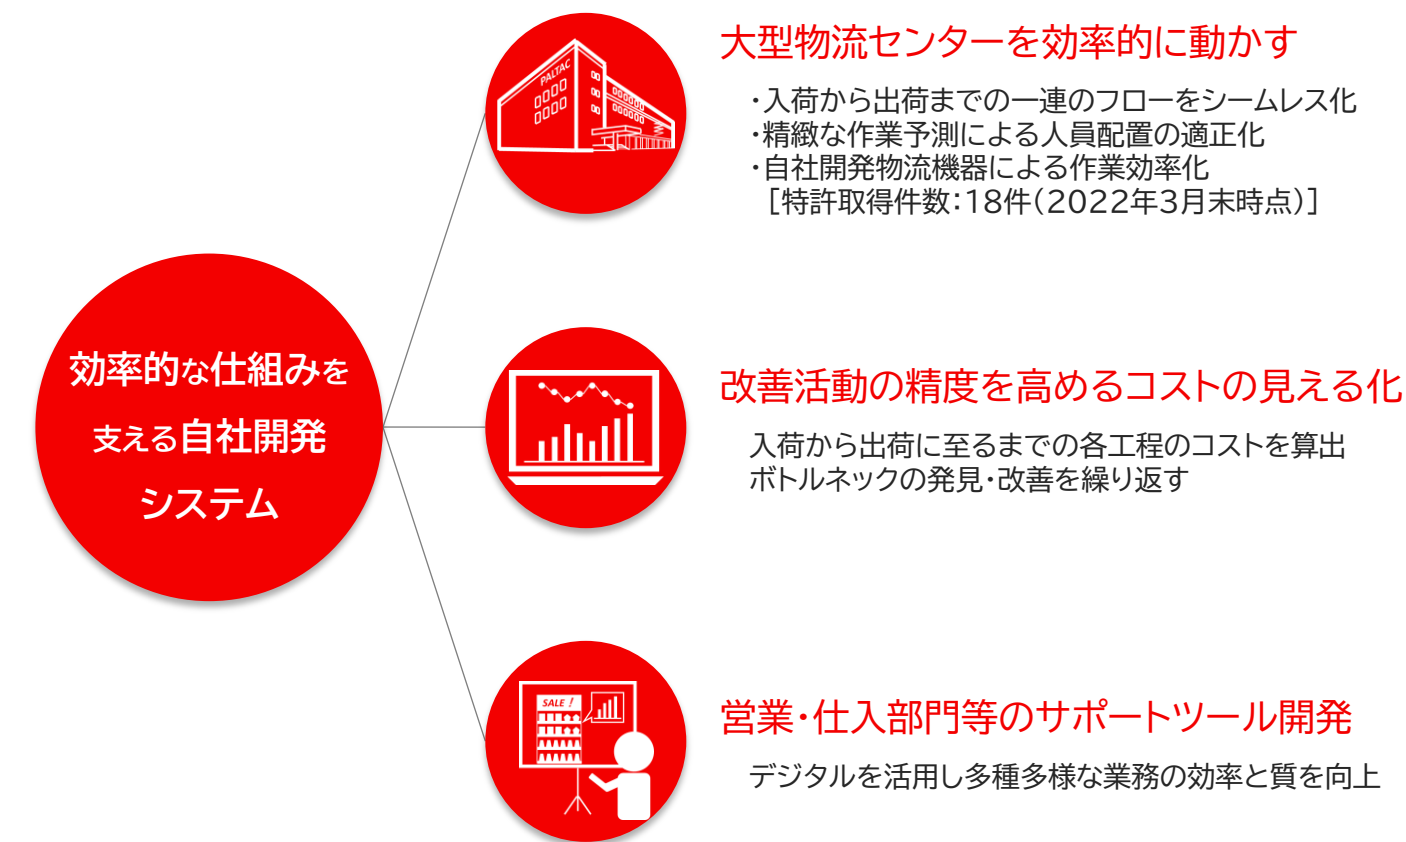 効率的な仕組みを
支える自社開発
システム
PALTAC
大型物流センターを効率的に動かす
・入荷から出荷までの一連のフローをシームレス化
・精緻な作業予測による人員配置の適正化
・自社開発物流機器による作業効率化
[特許取得件数:18件(2022年3月末時点)]
改善活動の精度を高めるコストの見える化
入荷から出荷に至るまでの各工程のコストを算出
ボトルネックの発見・改善を繰り返す
SALE !
営業・仕入部門等のサポートツール開発
デジタルを活用し多種多様な業務の効率と質を向上